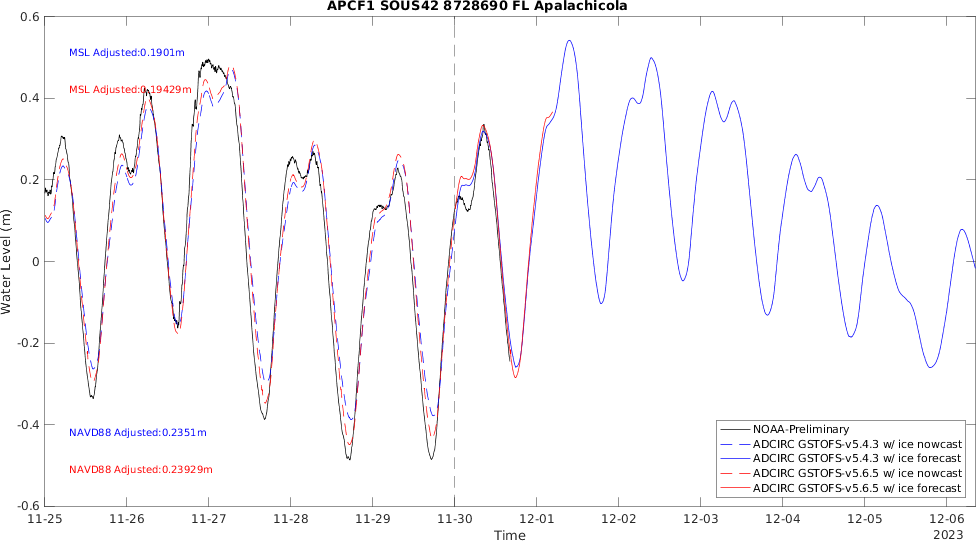 APCF1 SOUS42 8728690 FL Apalachicola
0.6
0.4
0.2
0
-0.2
-0.4
-0.6
Water Level (m)
MSL Adjusted:0.1901m
MSL Adjusted:0.19429m
NAVD88 Adjusted:0.2351m
NAVD88 Adjusted:0.23929m
NOAA-Preliminary
ADCIRC GSTOFS-v5.4.3 w/ ice nowcast
ADCIRC GSTOFS-v5.4.3 w/ ice forecast
ADCIRC GSTOFS-v5.6.5 w/ ice nowcast
ADCIRC GSTOFS-v5.6.5 w/ ice forecast
11-25 11-26 11-27 11-28 11-29 11-30 12-01 12-02 12-03 12-04 12-05 12-06
Time
2023